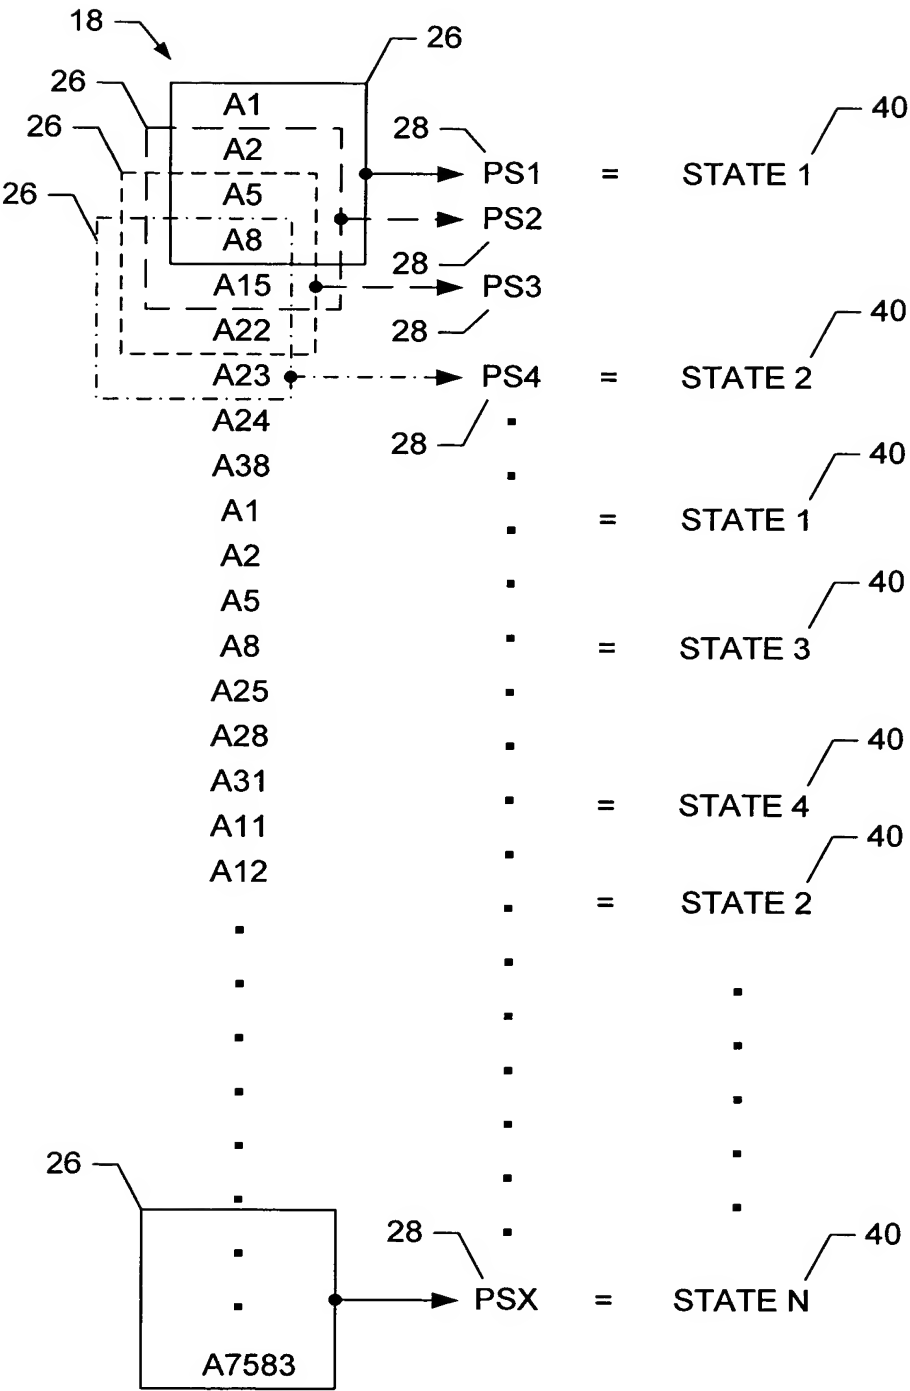 18
26
A1
26
40
28
26
A2
PS1 = STATE 1
26
A5
PS2
A8
28
A15
PS3
40
A22
28
A23
PS4 = STATE 2
A24
28
40
A38
A1
= STATE 1
A2
40
A5
A8
= STATE 3
A25
A28
40
A31
= STATE 4
A11
40
A12
= STATE 2
26
28
40
PSX = STATE N
A7583